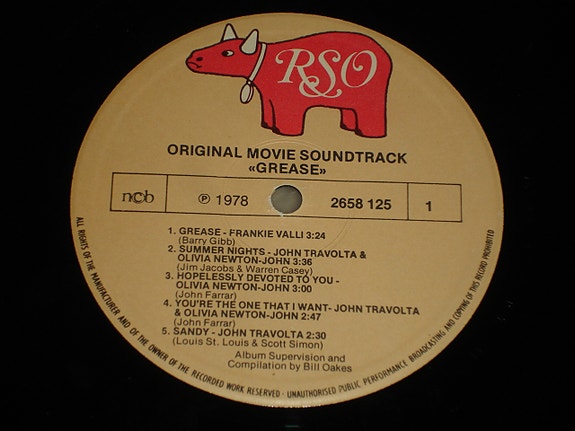 RSO
ORIGINAL MOVIE SOUNDTRACK
«GREASE»
ncb
℗ 1978
2658 125
1
1. GREASE - FRANKIE VALLI 3:24
(Barry Gibb)
2. SUMMER NIGHTS - JOHN TRAVOLTA &
OLIVIA NEWTON-JOHN 3:36
(Jim Jacobs & Warren Casey)
3. HOPELESSLY DEVOTED TO YOU -
OLIVIA NEWTON-JOHN 3:00
(John Farrar)
4. YOU'RE THE ONE THAT I WANT- JOHN TRAVOLTA
& OLIVIA NEWTON-JOHN 2:47
(John Farrar)
5. SANDY - JOHN TRAVOLTA 2:30
(Louis St. Louis & Scott Simon)
Album Supervision and
Compilation by Bill Oakes
ALL RIGHTS OF THE MANUFACTURER AND OF THE OWNER OF THE RECORDED WORK RESERVED · UNAUTHORISED PUBLIC PERFORMANCE BROADCASTING AND COPYING OF THIS RECORD PROHIBITED